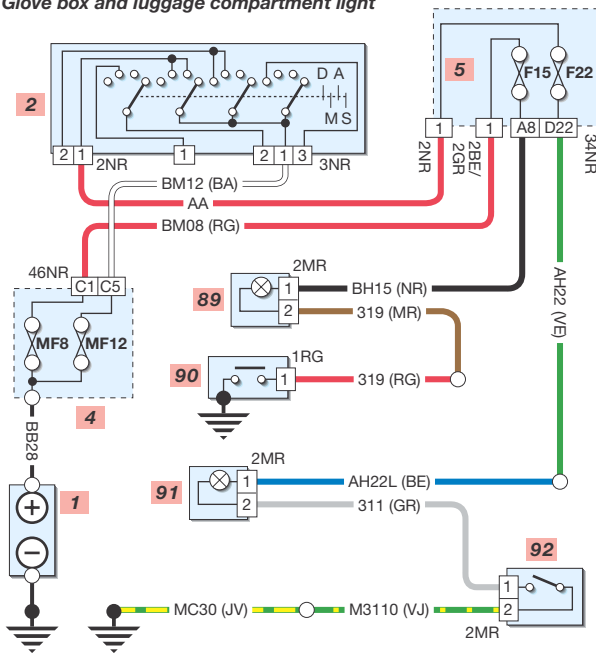 Glove box and luggage compartment light
5
F15 F22
D A
M S
2
2 1 2NR 1 2 1 3 3NR
1 1 A8 D22
2NR
2GR
2BE/
34NR
BM12 (BA)
AA
BM08 (RG)
46NR
C1 C5
MF8 MF12
4
2MR
89
1
2
BH15 (NR)
319 (MR)
AH22 (VE)
90
1RG
1
319 (RG)
BB28
1
+
−
2MR
91
1
2
AH22L (BE)
311 (GR)
92
1
2
2MR
MC30 (JV) M3110 (VJ)